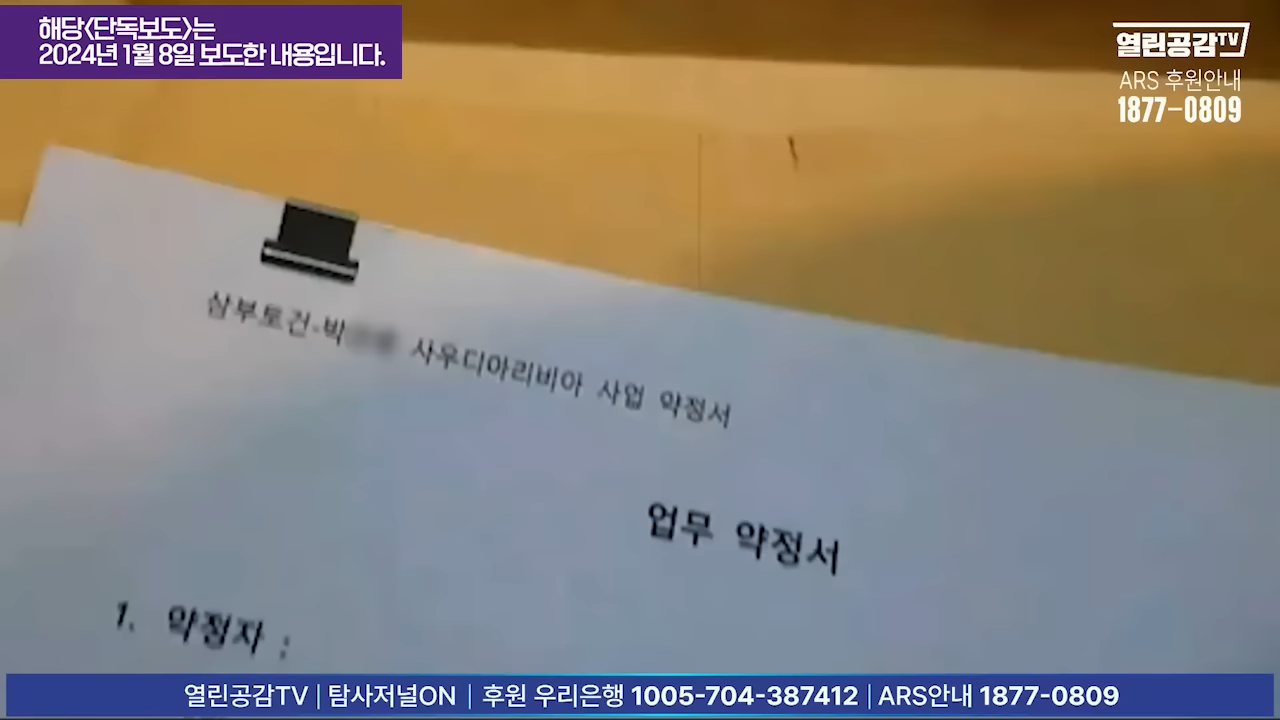 해당<단독보도>는
2024년 1월 8일 보도한 내용입니다.
열린공감TV
ARS 후원안내
1877-0809
삼부토건-박 사우디아리비아 사업 약정서
업무 약정서
1. 약정자 :
열린공감TV | 탐사저널ON | 후원 우리은행 1005-704-387412 | ARS안내 1877-0809